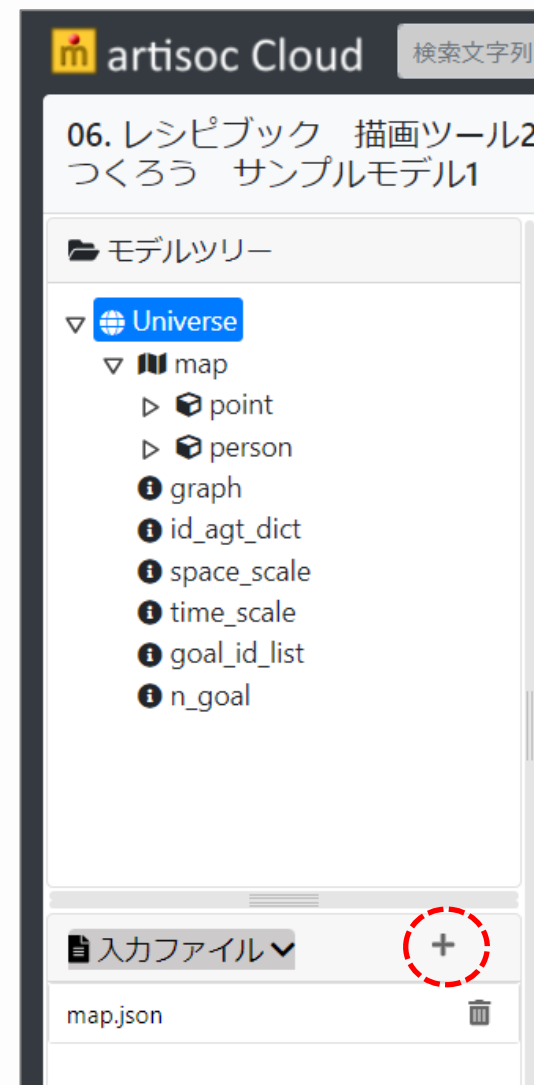 artisoc Cloud
検索文字列
06. レシピブック　描画ツール2
つくろう　サンプルモデル1
モデルツリー
Universe
map
point
person
graph
id_agt_dict
space_scale
time_scale
goal_id_list
n_goal
入力ファイル
map.json